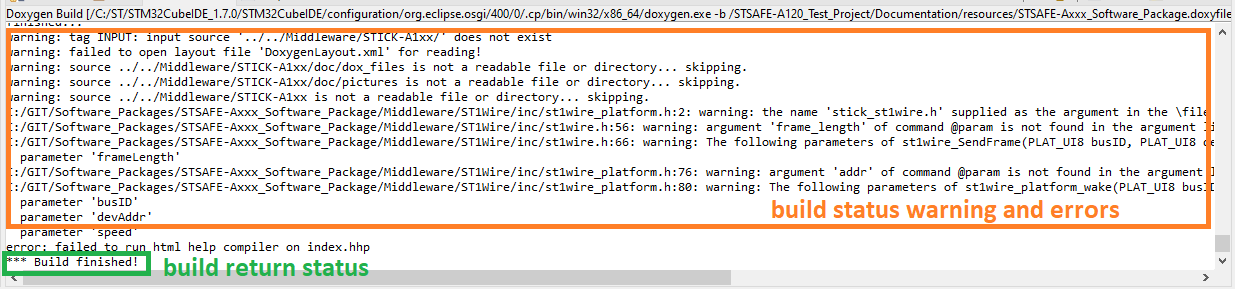 Doxygen Build [/C:/ST/STM32CubeIDE_1.7.0/STM32CubeIDE/configuration/org.eclipse.osgi/400/0/.cp/bin/win32/x86_64/doxygen.exe -b /STSAFE-A120_Test_Project/Documentation/resources/STSAFE-Axxx_Software_Package.doxyfile
warning: tag INPUT: input source '../../Middleware/STICK-A1xx/' does not exist
warning: failed to open layout file 'DoxygenLayout.xml' for reading!
warning: source ../../Middleware/STICK-A1xx/doc/dox_files is not a readable file or directory... skipping.
warning: source ../../Middleware/STICK-A1xx/doc/pictures is not a readable file or directory... skipping.
warning: source ../../Middleware/STICK-A1xx is not a readable file or directory... skipping.
:/GIT/Software_Packages/STSAFE-Axxx_Software_Package/Middleware/ST1Wire/inc/st1wire_platform.h:2: warning: the name 'stick_st1wire.h' supplied as the argument in the \file
:/GIT/Software_Packages/STSAFE-Axxx_Software_Package/Middleware/ST1Wire/inc/st1wire.h:56: warning: argument 'frame_length' of command @param is not found in the argument li
:/GIT/Software_Packages/STSAFE-Axxx_Software_Package/Middleware/ST1Wire/inc/st1wire.h:66: warning: The following parameters of st1wire_SendFrame(PLAT_UI8 busID, PLAT_UI8 de
parameter 'frameLength'
:/GIT/Software_Packages/STSAFE-Axxx_Software_Package/Middleware/ST1Wire/inc/st1wire_platform.h:76: warning: argument 'addr' of command @param is not found in the argument l
:/GIT/Software_Packages/STSAFE-Axxx_Software_Package/Middleware/ST1Wire/inc/st1wire_platform.h:80: warning: The following parameters of st1wire_platform_wake(PLAT_UI8 busID
parameter 'busID'
parameter 'devAddr'
build status warning and errors
parameter 'speed'
error: failed to run html help compiler on index.hhp
*** Build finished!
build return status